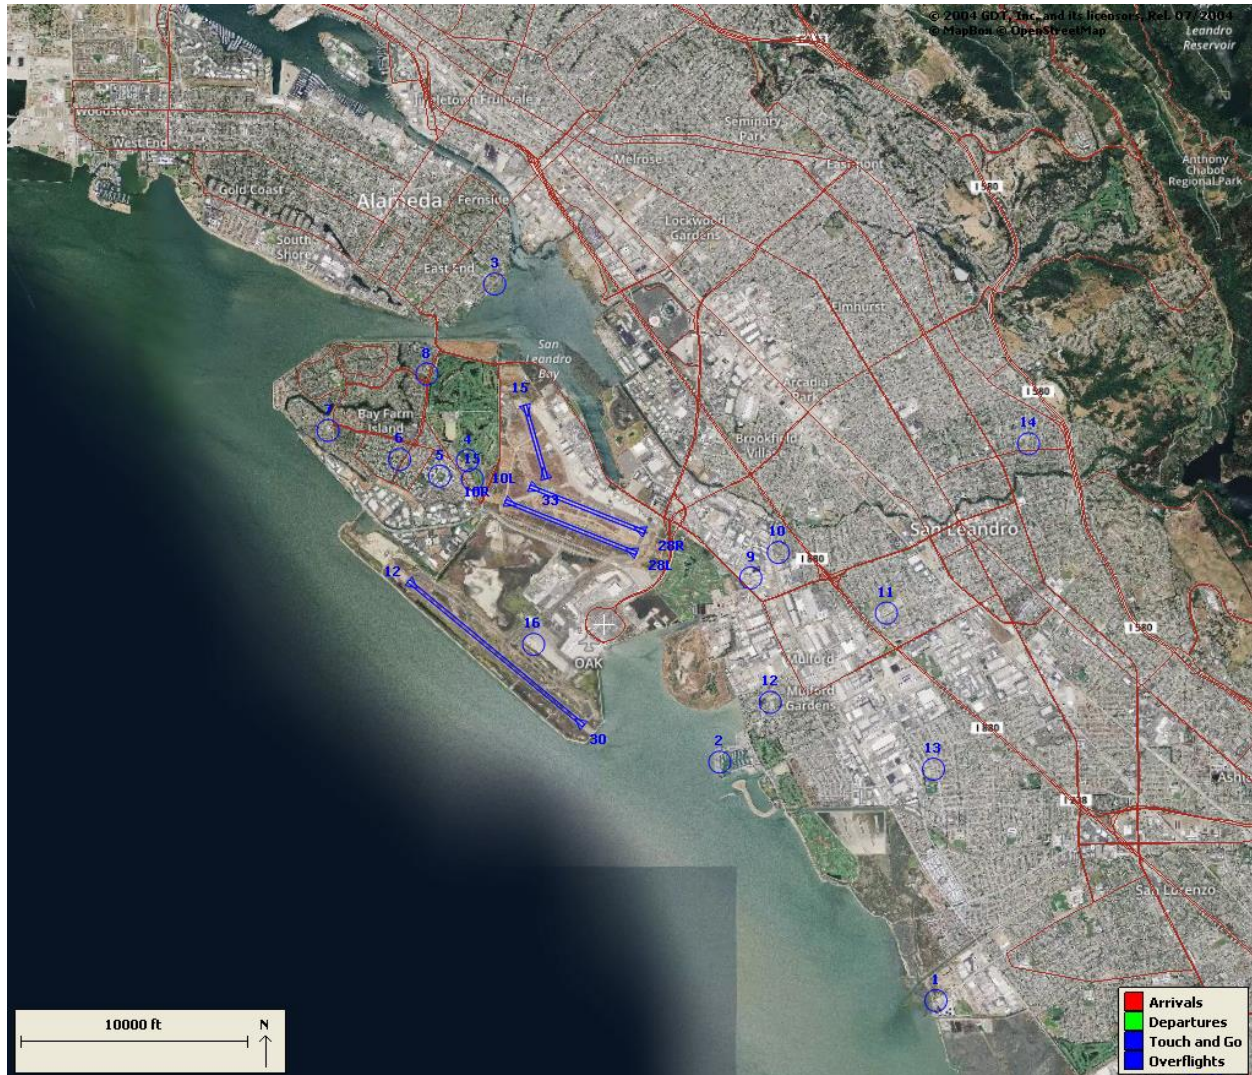 © 2004 GDT, Inc. and its licensors, Rel. 07/2004
© MapBox © OpenStreetMap
Leandro
Reservoir
Fruitvale
Woodstock
West End
Seminary
Park
Melrose
Eastmont
Anthony
Chabot
Regional Park
I 580
Gold Coast
Alameda
Fernside
Lockwood
Gardens
South
Shore
East End
3
Elmhurst
San
Leandro
Bay
8
15
Arcadia
Park
I 580
7
Bay Farm
Island
14
6
5
4
15
10L
10R
33
Brookfield
Village
28R
28L
10
9
I 880
San Leandro
12
11
16
OAK
I 580
Mulford
12
Mulford
Gardens
30
2
13
I 880
I 238
San Lorenzo
1
10000 ft
N
Arrivals
Departures
Touch and Go
Overflights